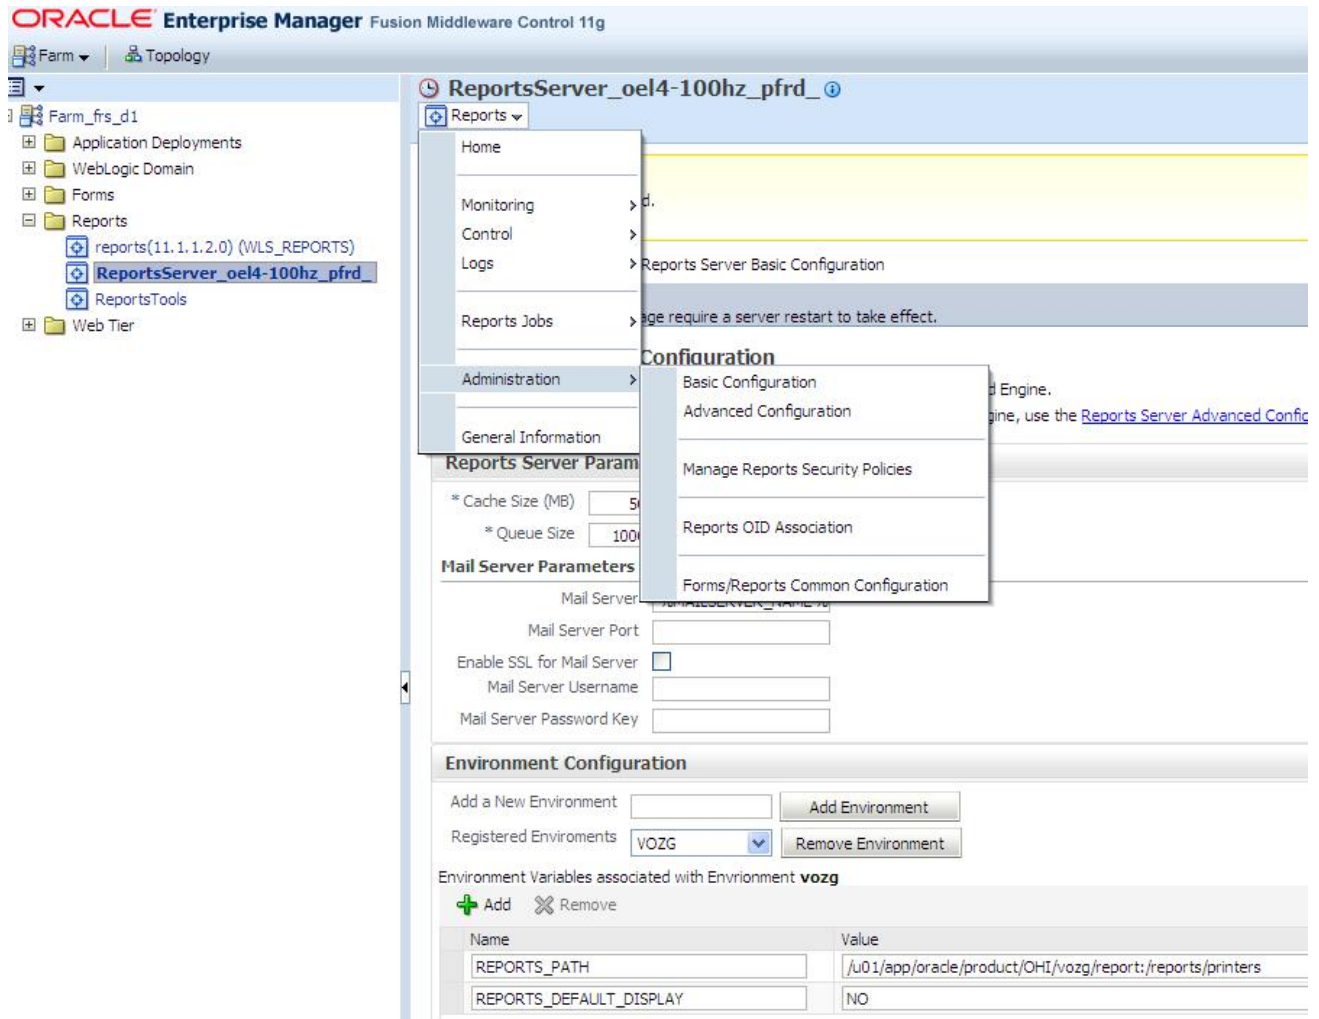 ORACLE Enterprise Manager Fusion Middleware Control 11g
Farm Topology
ReportsServer_oel4-100hz_pfrd_
Reports
Farm_frs_d1
Application Deployments
WebLogic Domain
Forms
Reports
reports(11.1.1.2.0) (WLS_REPORTS)
ReportsServer_oel4-100hz_pfrd_
ReportsTools
Web Tier
Home
Monitoring
Control
Logs
Reports Jobs
Administration
General Information
d.
Reports Server Basic Configuration
age require a server restart to take effect.
Configuration
d Engine.
gine, use the Reports Server Advanced Confic
Basic Configuration
Advanced Configuration
Manage Reports Security Policies
Reports OID Association
Forms/Reports Common Configuration
Reports Server Param
* Cache Size (MB)
* Queue Size 100
Mail Server Parameters
Mail Server %MAILSERVER_NAME%
Mail Server Port
Enable SSL for Mail Server
Mail Server Username
Mail Server Password Key
Environment Configuration
Add a New Environment Add Environment
Registered Enviroments VOZG Remove Environment
Environment Variables associated with Envrionment vozg
Add Remove
Name Value
REPORTS_PATH /u01/app/oracle/product/OHI/vozg/report:/reports/printers
REPORTS_DEFAULT_DISPLAY NO